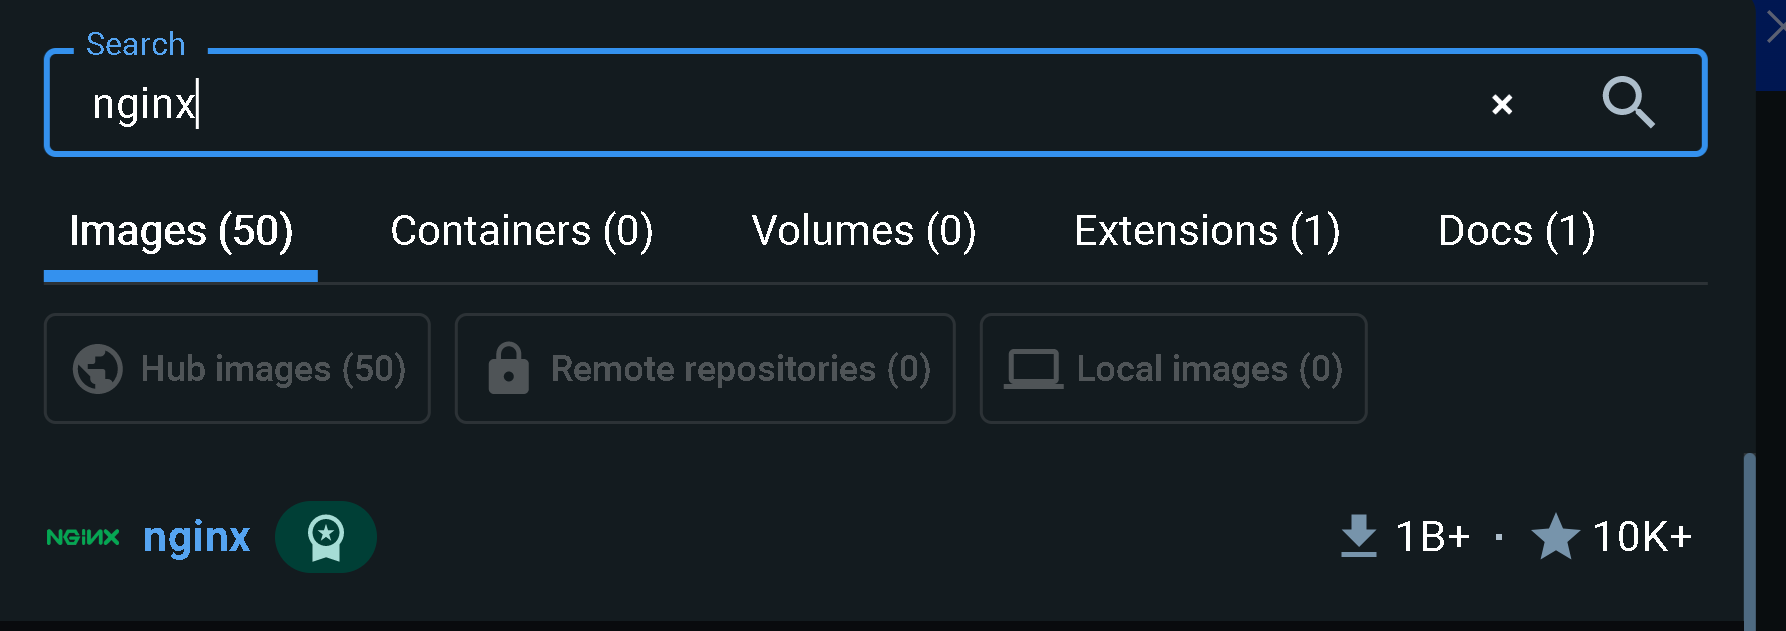 Search
nginx
Images (50) Containers (0) Volumes (0) Extensions (1) Docs (1)
Hub images (50) Remote repositories (0) Local images (0)
NGINX nginx 1B+ · 10K+